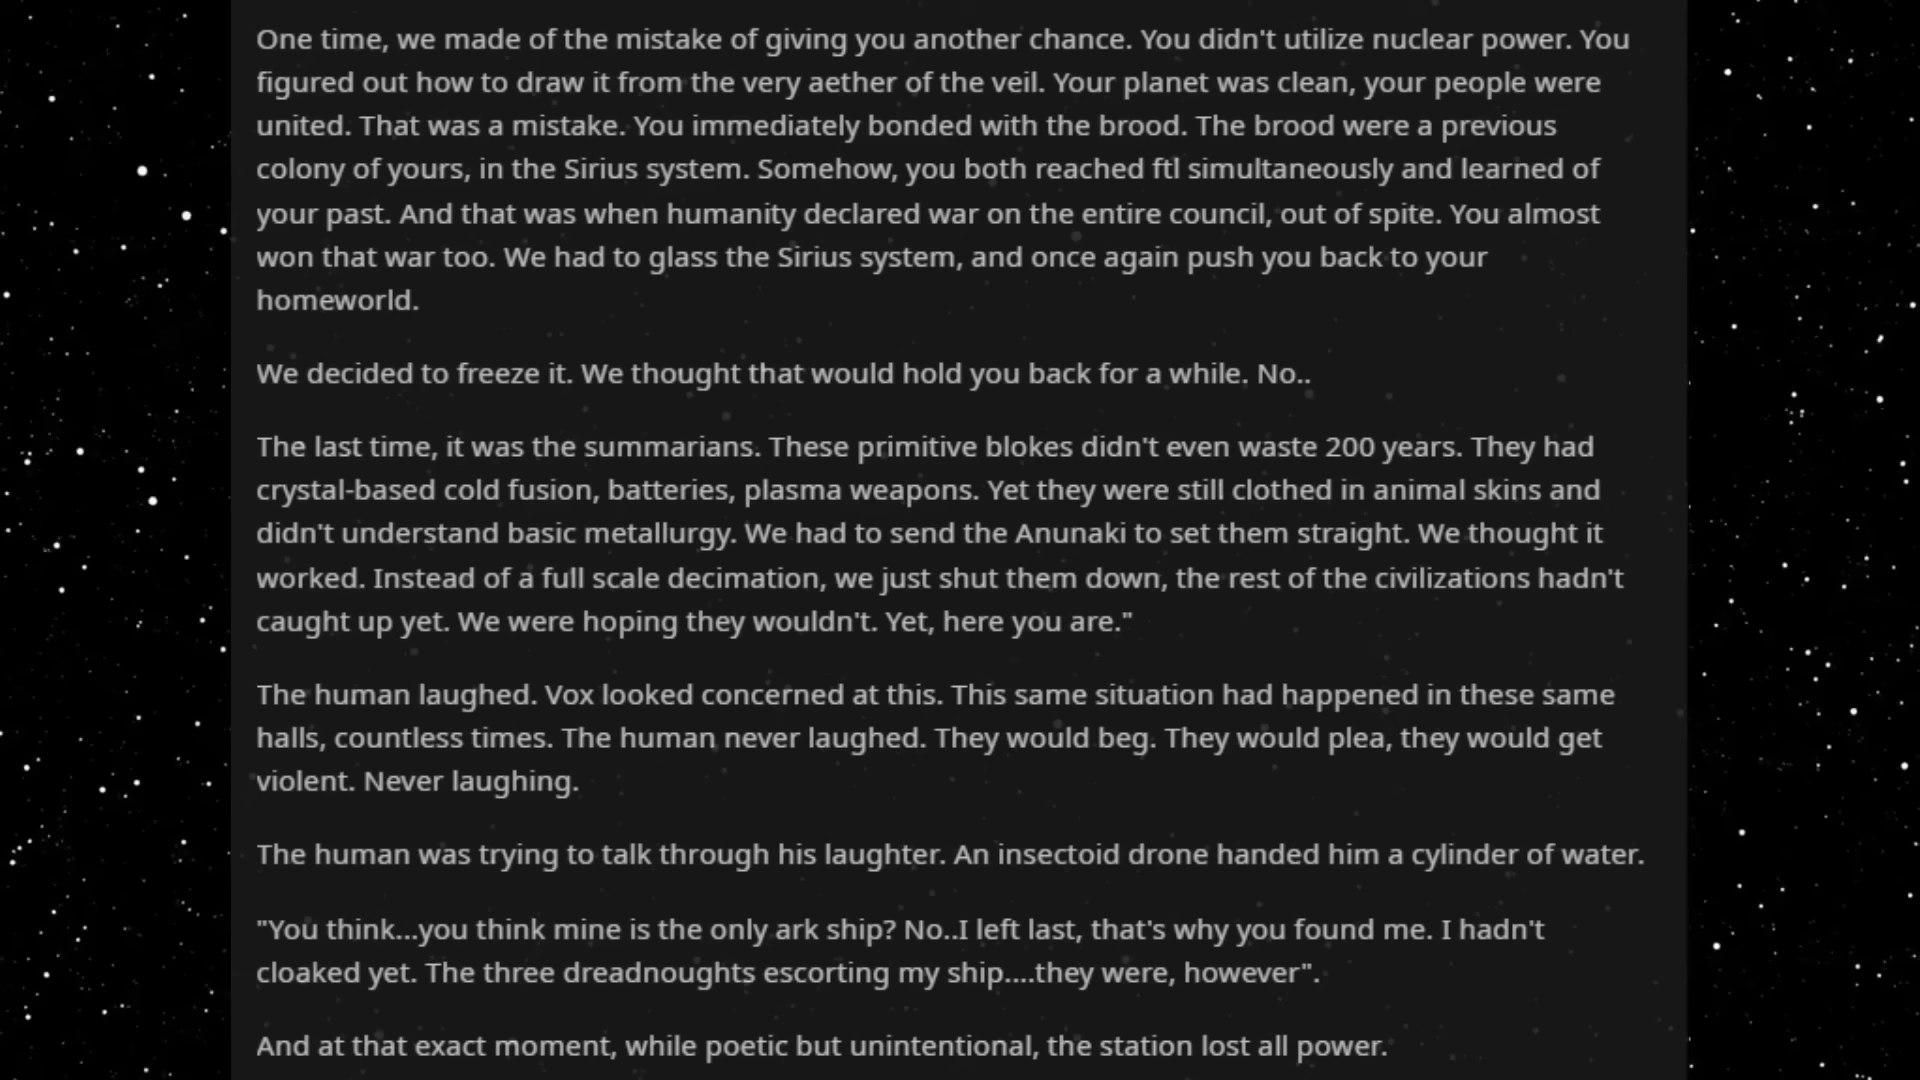 One time, we made of the mistake of giving you another chance. You didn't utilize nuclear power. You
figured out how to draw it from the very aether of the veil. Your planet was clean, your people were
united. That was a mistake. You immediately bonded with the brood. The brood were a previous
colony of yours, in the Sirius system. Somehow, you both reached ftl simultaneously and learned of
your past. And that was when humanity declared war on the entire council, out of spite. You almost
won that war too. We had to glass the Sirius system, and once again push you back to your
homeworld.
We decided to freeze it. We thought that would hold you back for a while. No..
The last time, it was the summarians. These primitive blokes didn't even waste 200 years. They had
crystal-based cold fusion, batteries, plasma weapons. Yet they were still clothed in animal skins and
didn't understand basic metallurgy. We had to send the Anunaki to set them straight. We thought it
worked. Instead of a full scale decimation, we just shut them down, the rest of the civilizations hadn't
caught up yet. We were hoping they wouldn't. Yet, here you are."
The human laughed. Vox looked concerned at this. This same situation had happened in these same
halls, countless times. The human never laughed. They would beg. They would plea, they would get
violent. Never laughing.
The human was trying to talk through his laughter. An insectoid drone handed him a cylinder of water.
"You think...you think mine is the only ark ship? No..I left last, that's why you found me. I hadn't
cloaked yet. The three dreadnoughts escorting my ship....they were, however".
And at that exact moment, while poetic but unintentional, the station lost all power.